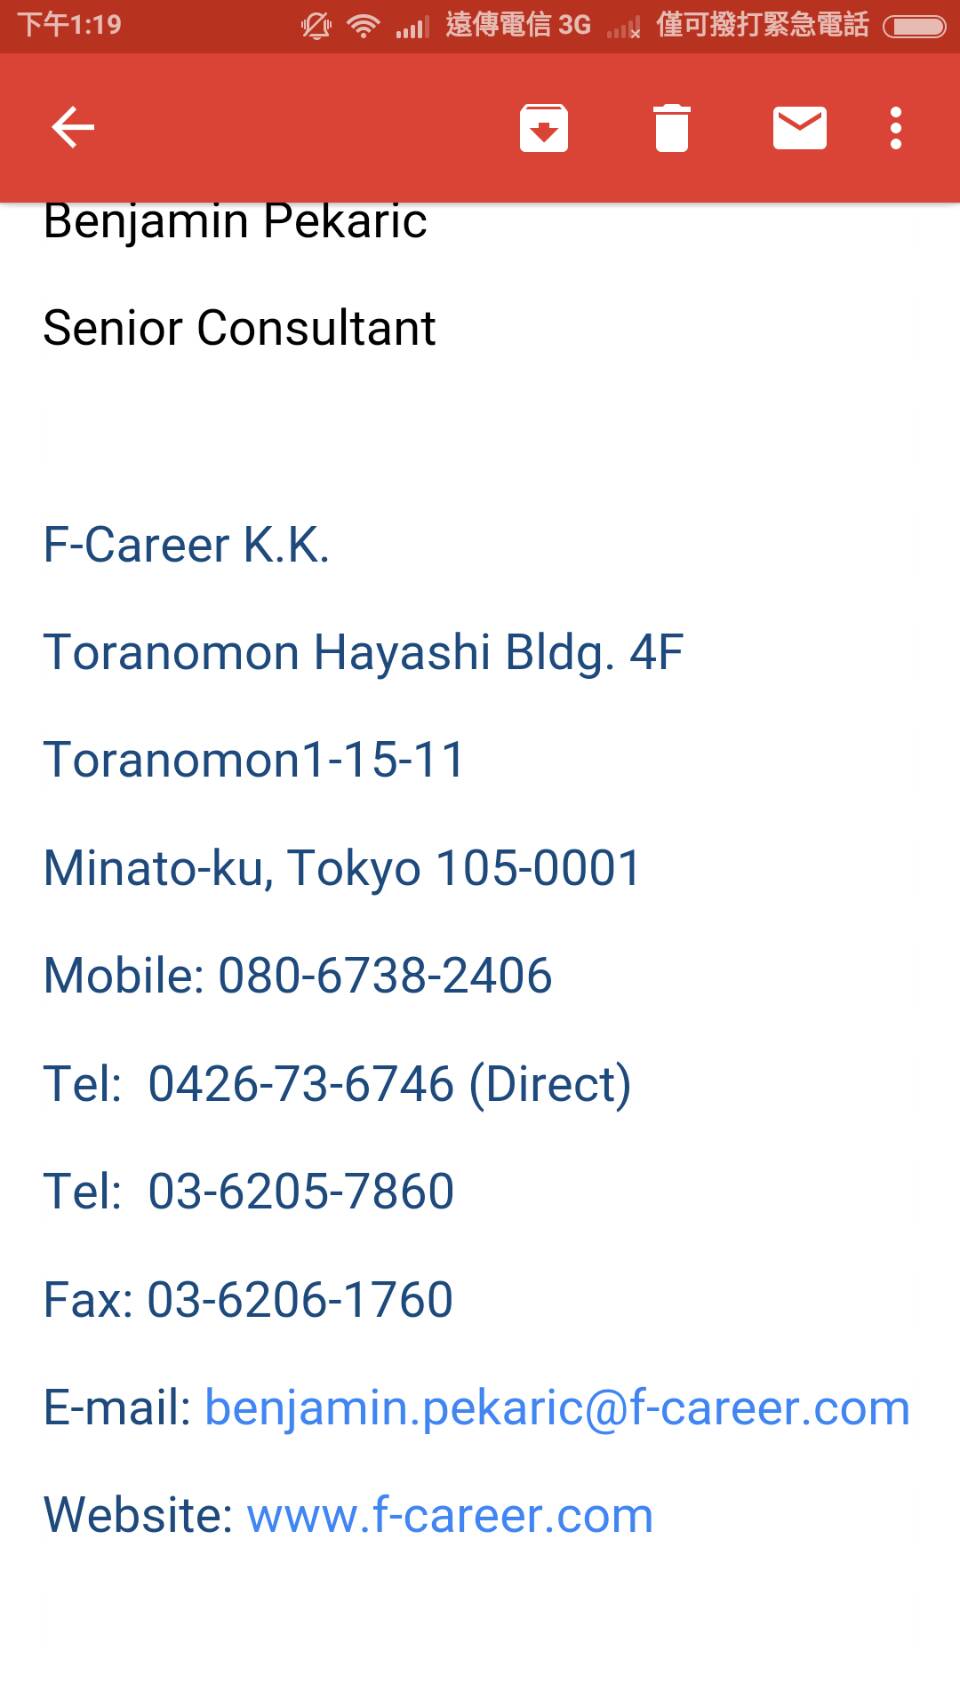 下午1:19 遠傳電信 3G 僅可撥打緊急電話
Benjamin Pekaric
Senior Consultant
F-Career K.K.
Toranomon Hayashi Bldg. 4F
Toranomon1-15-11
Minato-ku, Tokyo 105-0001
Mobile: 080-6738-2406
Tel:  0426-73-6746 (Direct)
Tel:  03-6205-7860
Fax: 03-6206-1760
E-mail: benjamin.pekaric@f-career.com
Website: www.f-career.com